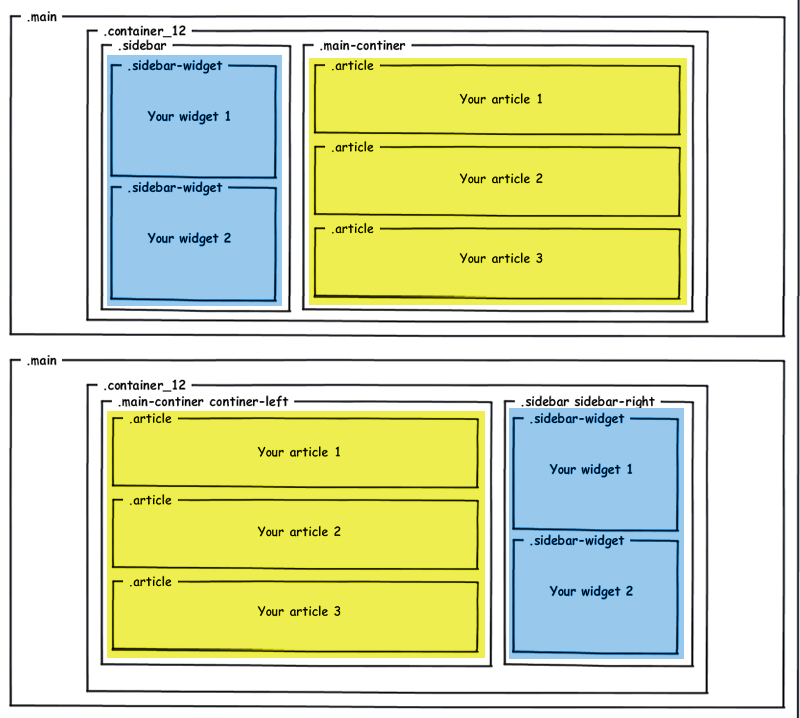 .main
.container_12
.sidebar
.sidebar-widget
Your widget 1
.sidebar-widget
Your widget 2
.main-continer
.article
Your article 1
.article
Your article 2
.article
Your article 3
.main
.container_12
.main-continer continer-left
.article
Your article 1
.article
Your article 2
.article
Your article 3
.sidebar sidebar-right
.sidebar-widget
Your widget 1
.sidebar-widget
Your widget 2